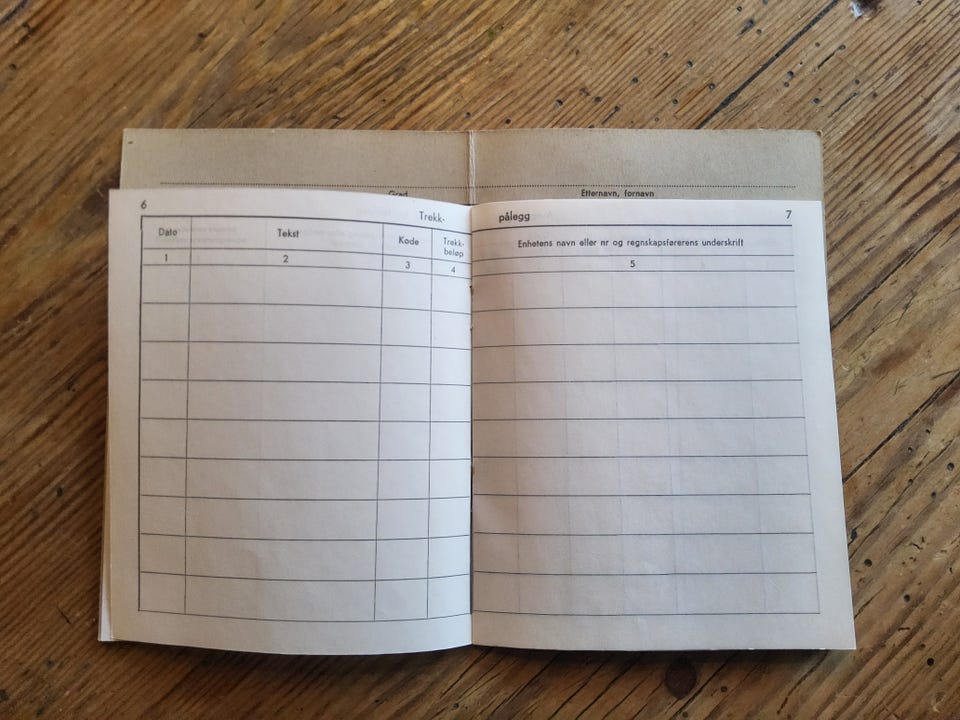 Grad
Etternavn, fornavn
6
Trekk-
pålegg
7
Dato
Tekst
Kode
Trekk-
beløp
Enhetens navn eller nr og regnskapsførerens underskrift
1
2
3
4
5